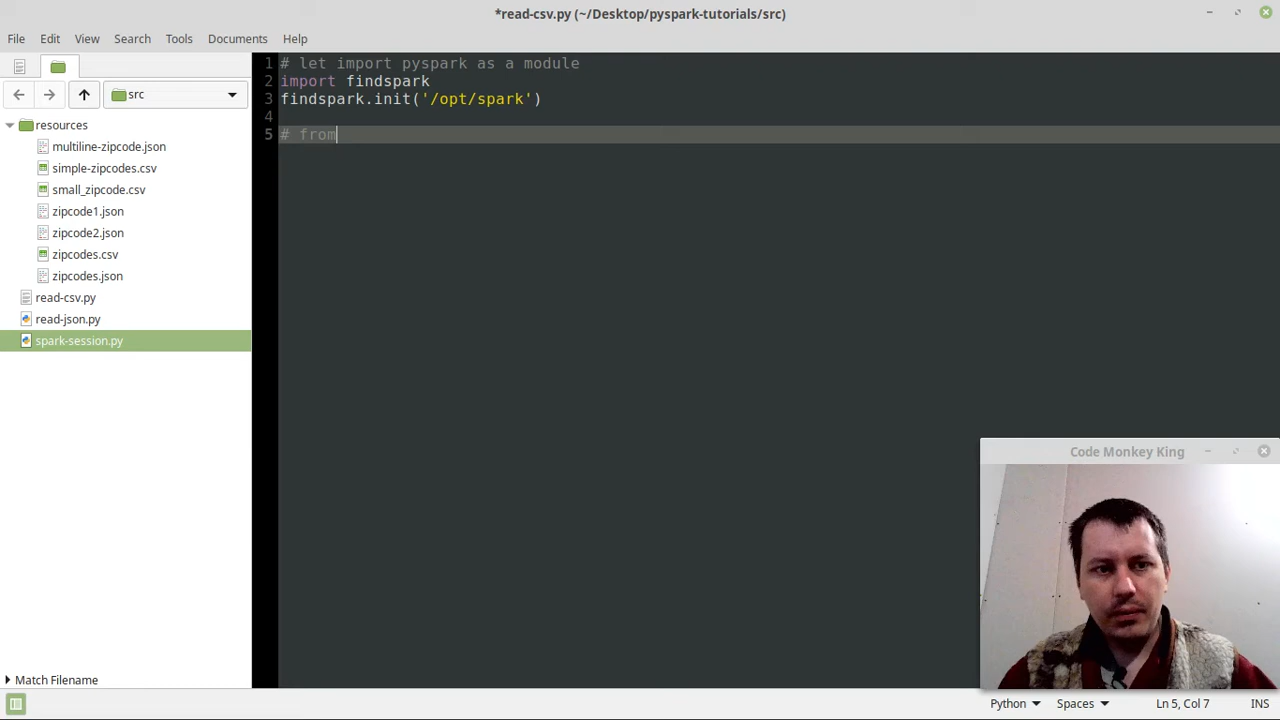 *read-csv.py (~/Desktop/pyspark-tutorials/src)
File Edit View Search Tools Documents Help
src
resources
multiline-zipcode.json
simple-zipcodes.csv
small_zipcode.csv
zipcode1.json
zipcode2.json
zipcodes.csv
zipcodes.json
read-csv.py
read-json.py
spark-session.py
Match Filename
1 # let import pyspark as a module
2 import findspark
3 findspark.init('/opt/spark')
4
5 # from
Code Monkey King
Python Spaces Ln 5, Col 7 INS